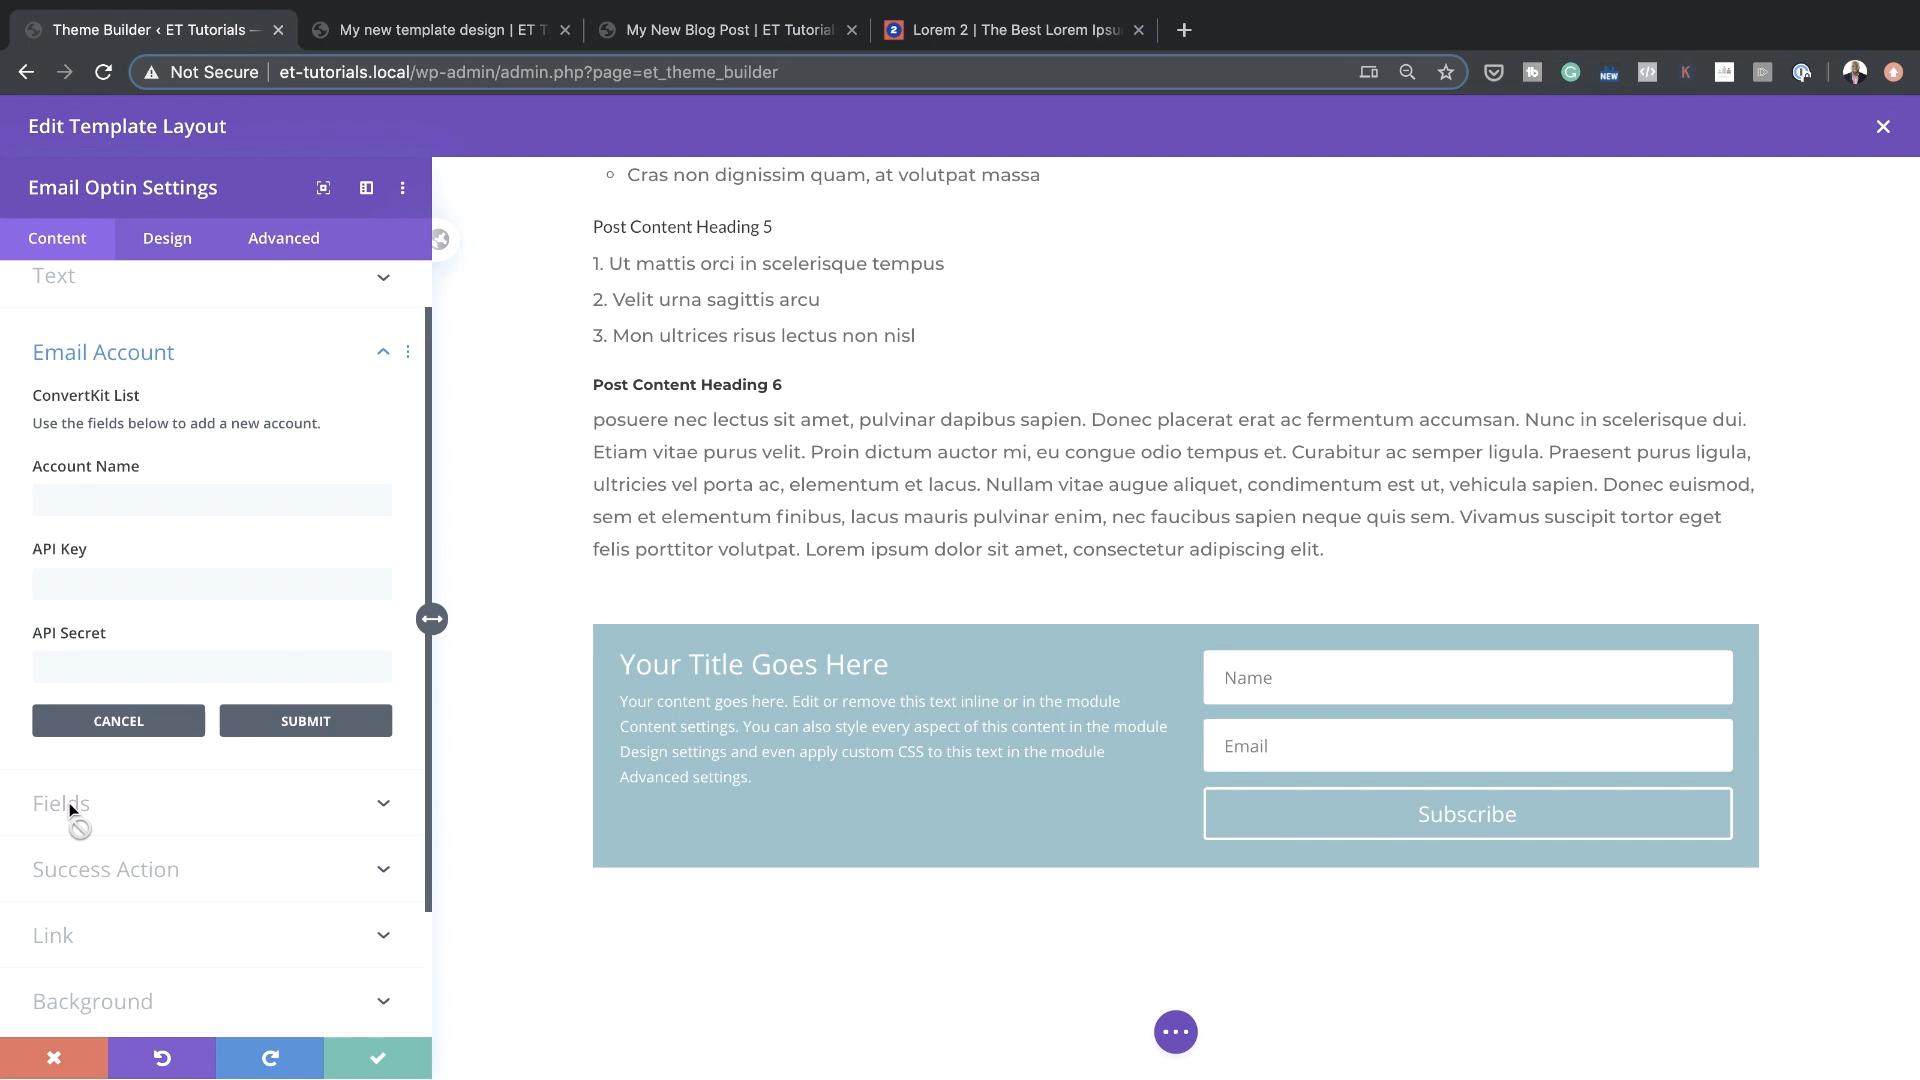 Theme Builder ‹ ET Tutorials —
My new template design | ET T
My New Blog Post | ET Tutorial
2
Lorem 2 | The Best Lorem Ipsu
Not Secure
et-tutorials.local/wp-admin/admin.php?page=et_theme_builder
tb
G
NEW
K
Edit Template Layout
Email Optin Settings
Content
Design
Advanced
Text
Email Account
ConvertKit List
Use the fields below to add a new account.
Account Name
API Key
API Secret
CANCEL
SUBMIT
Fields
Success Action
Link
Background
Cras non dignissim quam, at volutpat massa
Post Content Heading 5
1. Ut mattis orci in scelerisque tempus
2. Velit urna sagittis arcu
3. Mon ultrices risus lectus non nisl
Post Content Heading 6
posuere nec lectus sit amet, pulvinar dapibus sapien. Donec placerat erat ac fermentum accumsan. Nunc in scelerisque dui.
Etiam vitae purus velit. Proin dictum auctor mi, eu congue odio tempus et. Curabitur ac semper ligula. Praesent purus ligula,
ultricies vel porta ac, elementum et lacus. Nullam vitae augue aliquet, condimentum est ut, vehicula sapien. Donec euismod,
sem et elementum finibus, lacus mauris pulvinar enim, nec faucibus sapien neque quis sem. Vivamus suscipit tortor eget
felis porttitor volutpat. Lorem ipsum dolor sit amet, consectetur adipiscing elit.
Your Title Goes Here
Your content goes here. Edit or remove this text inline or in the module
Content settings. You can also style every aspect of this content in the module
Design settings and even apply custom CSS to this text in the module
Advanced settings.
Name
Email
Subscribe